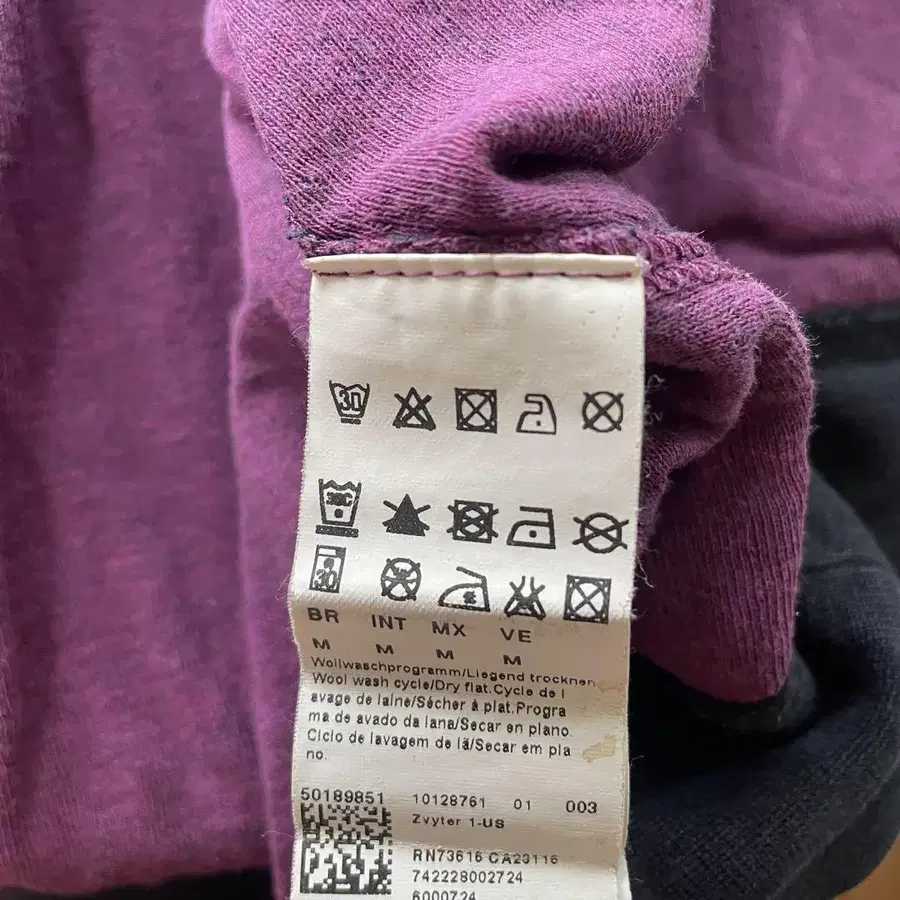 30
30C
30
BR INT MX VE
M M M M
Wollwaschprogramm/Liegend trocknen
Wool wash cycle/Dry flat.Cycle de l
avage de laine/Sécher à plat.Progra
ma de avado da lana/Secar en plano.
Ciclo de lavagem de lã/Secar em pla
no.
50189851 10128761 01 003
Zvyter 1-US
RN73616 CA23116
742228002724
6000724